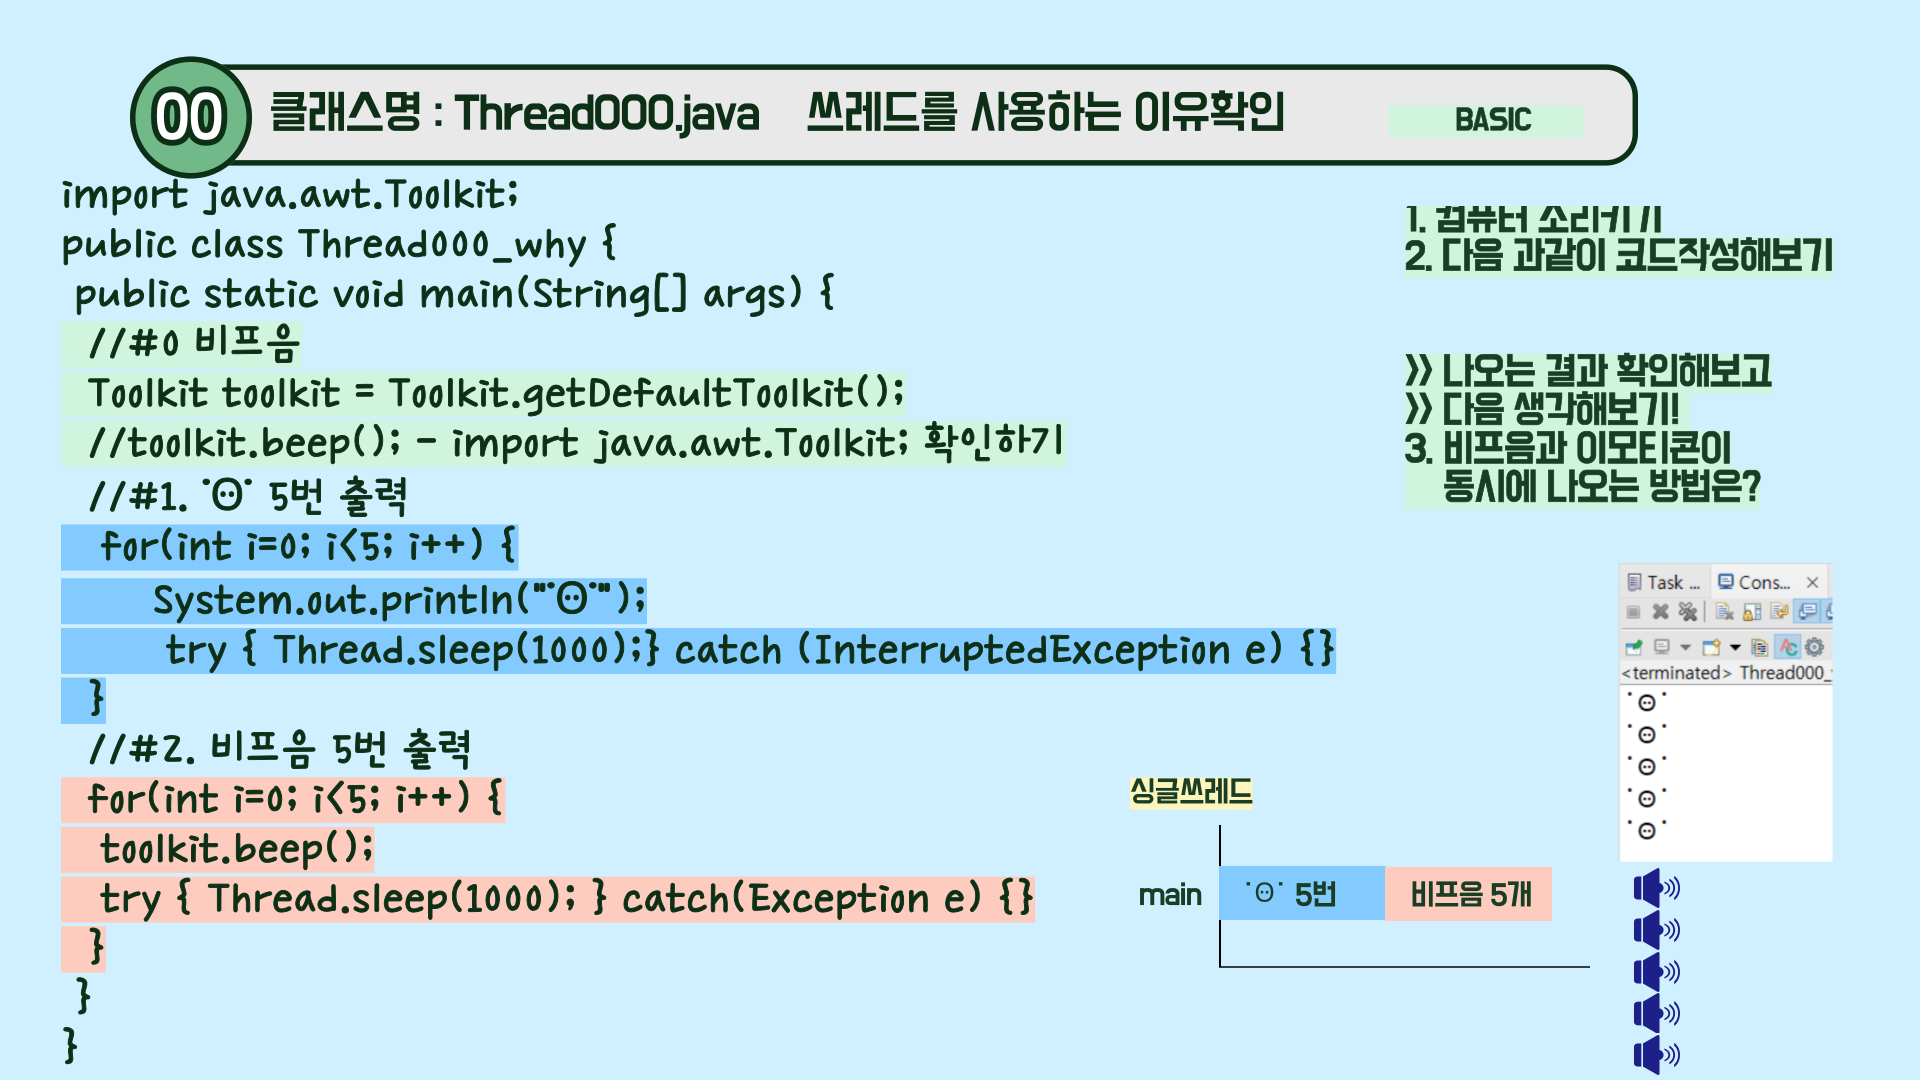 00 클래스명 : Thread000.java 쓰레드를 사용하는 이유확인 BASIC
import java.awt.Toolkit;
public class Thread000_why {
public static void main(String[] args) {
//#0 비프음
Toolkit toolkit = Toolkit.getDefaultToolkit();
//toolkit.beep(); - import java.awt.Toolkit; 확인하기
//#1. ˙ʘ˙ 5번 출력
for(int i=0; i<5; i++) {
System.out.println("˙ʘ˙");
try { Thread.sleep(1000);} catch (InterruptedException e) {}
}
//#2. 비프음 5번 출력
for(int i=0; i<5; i++) {
toolkit.beep();
try { Thread.sleep(1000); } catch(Exception e) {}
}
}
}
1. 컴퓨터 소리키기
2. 다음 과같이 코드작성해보기
>> 나오는 결과 확인해보고
>> 다음 생각해보기!
3. 비프음과 이모티콘이
동시에 나오는 방법은?
Task ... Cons...
<terminated> Thread000_
˙ʘ˙
˙ʘ˙
˙ʘ˙
˙ʘ˙
˙ʘ˙
싱글쓰레드
main ˙ʘ˙ 5번 비프음 5개